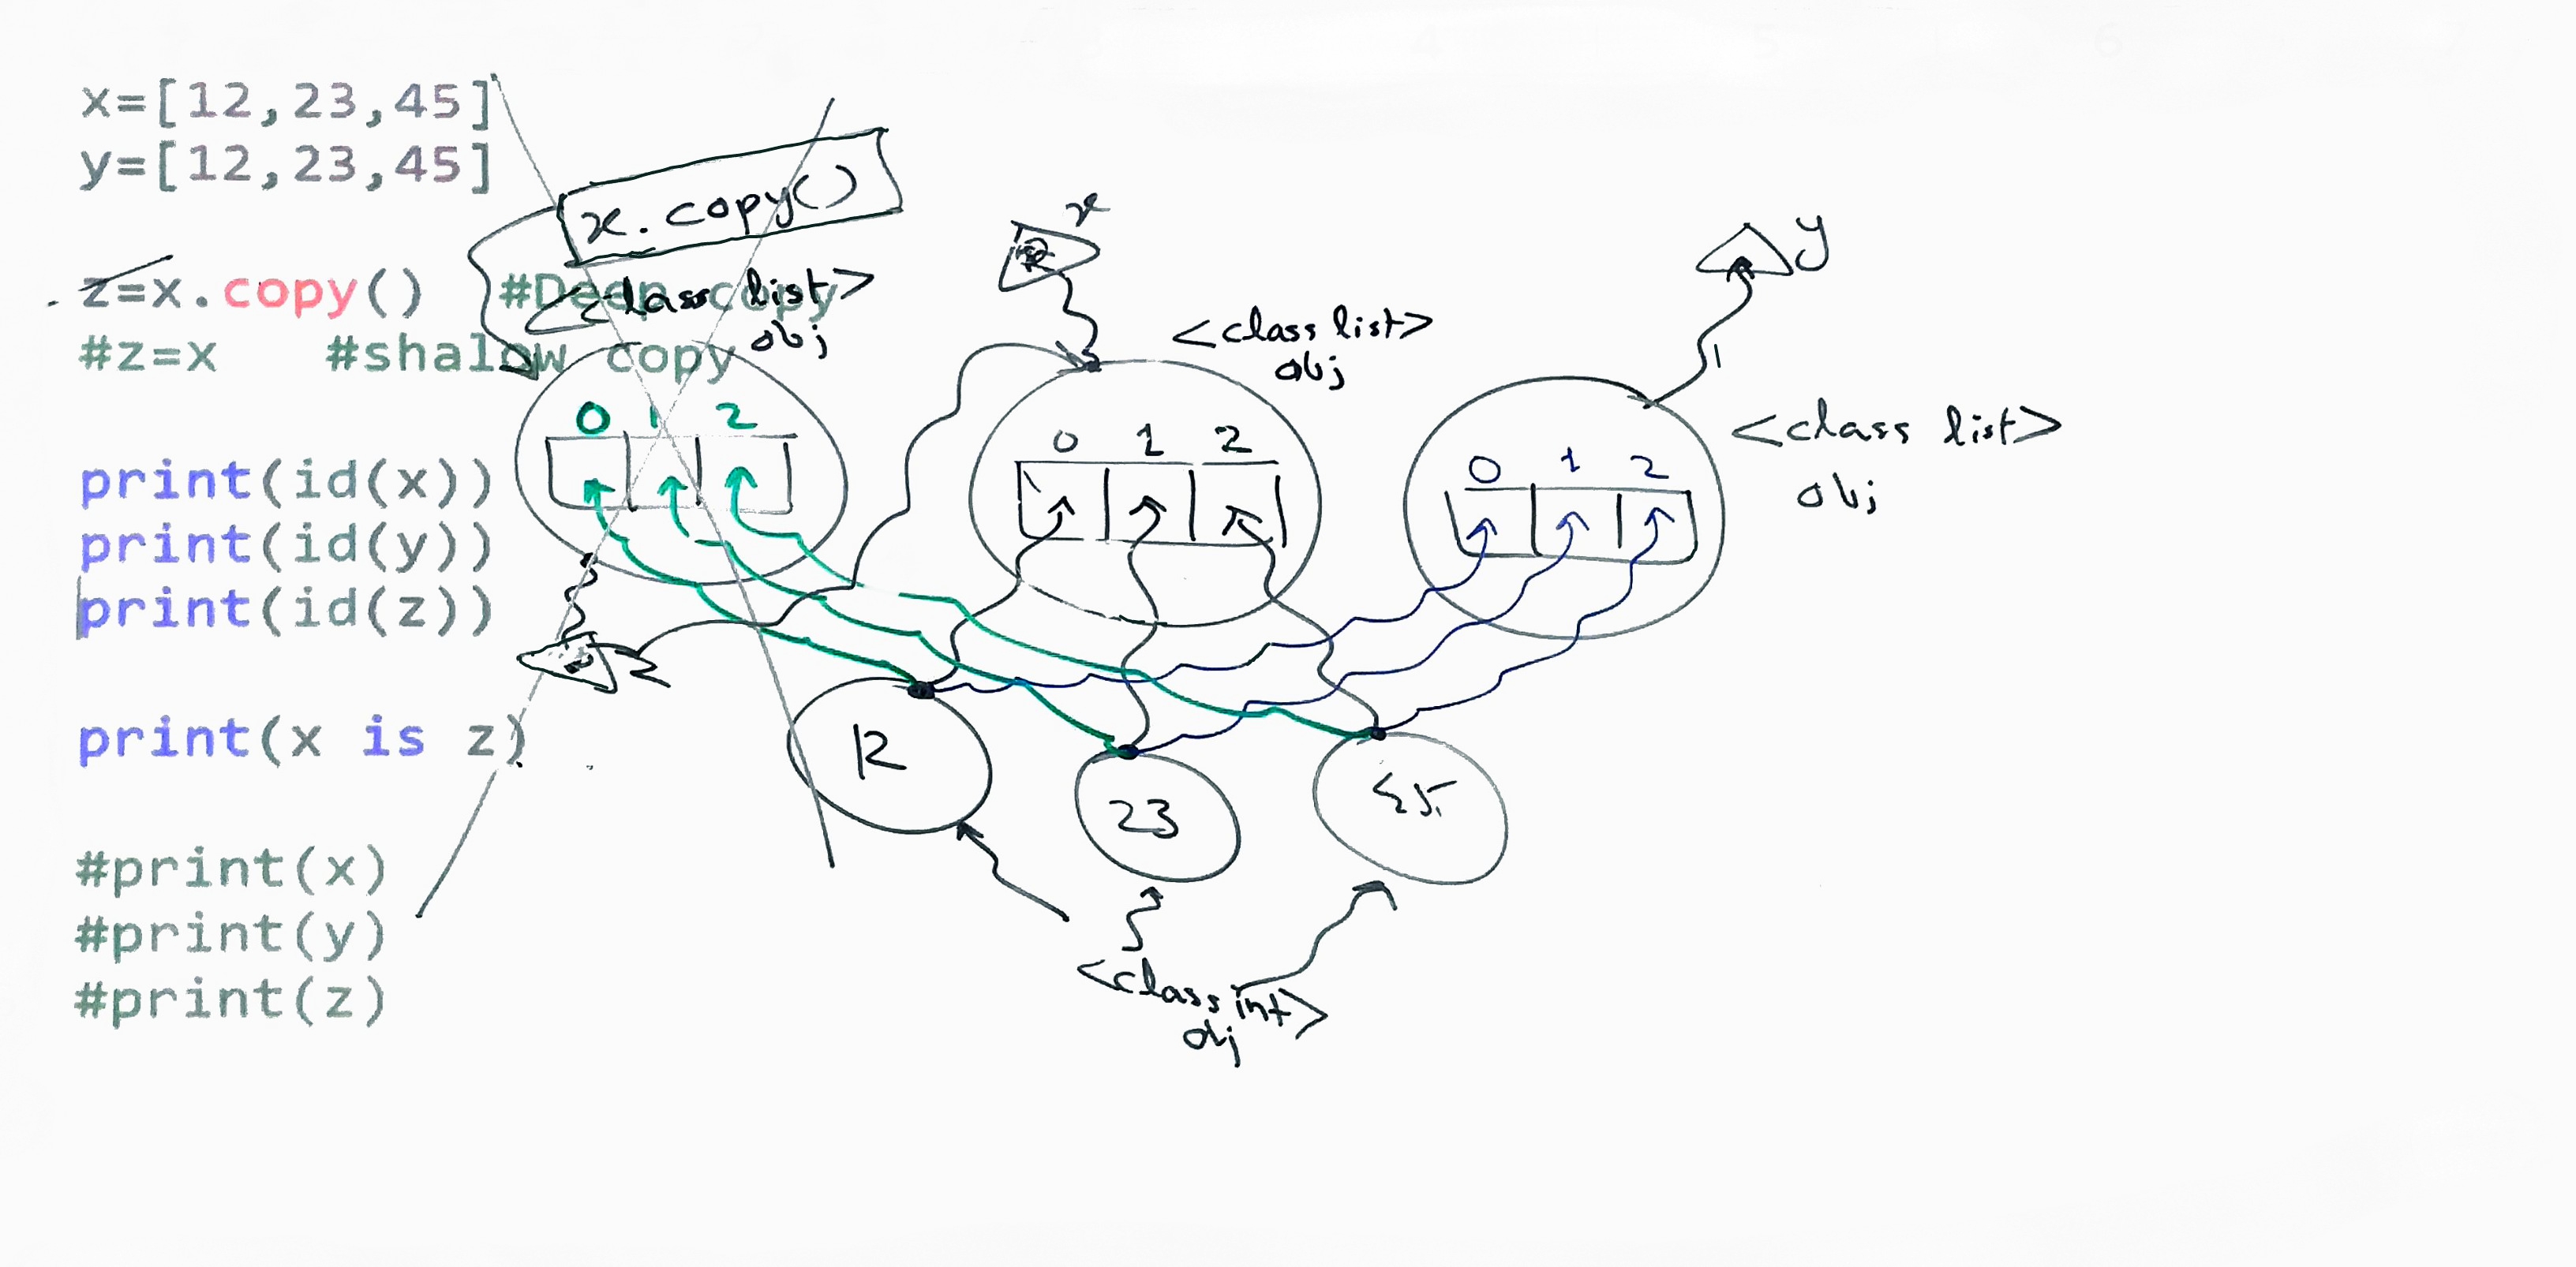 x=[12,23,45]
y=[12,23,45]
x.copy()
z=x.copy() #Deep copy
#z=x #shalow copy
print(id(x))
print(id(y))
print(id(z))
print(x is z)
#print(x)
#print(y)
#print(z)
<class list>
obj
0 1 2
x
<class list>
obj
0 1 2
y
<class list>
obj
0 1 2
12
23
45
<class int>
obj